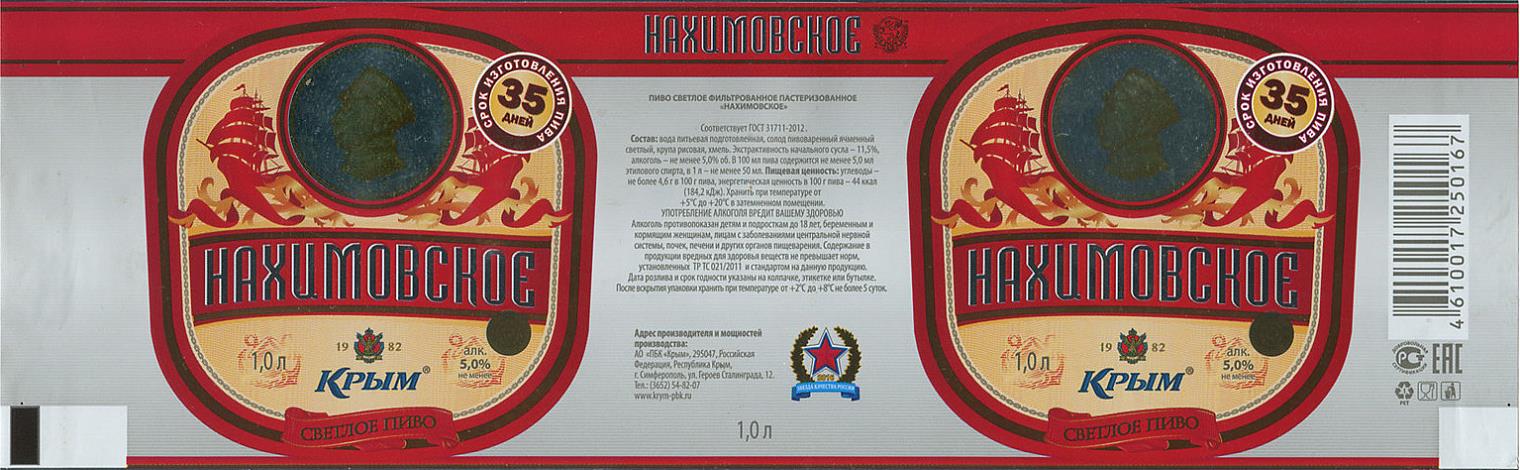 НАХИМОВСКОЕ
СРОК ИЗГОТОВЛЕНИЯ ПИВА
35
ДНЕЙ
НАХИМОВСКОЕ
1,0 л
19 82
КРЫМ®
алк.
5,0%
не менее
СВЕТЛОЕ ПИВО
ПИВО СВЕТЛОЕ ФИЛЬТРОВАННОЕ ПАСТЕРИЗОВАННОЕ
«НАХИМОВСКОЕ»
Соответствует ГОСТ 31711-2012.
Состав: вода питьевая подготовленная, солод пивоваренный ячменный
светлый, крупа рисовая, хмель. Экстрактивность начального сусла – 11,5%,
алкоголь – не менее 5,0% об. В 100 мл пива содержится не менее 5,0 мл
этилового спирта, в 1 л – не менее 50 мл. Пищевая ценность: углеводы –
не более 4,6 г в 100 г пива, энергетическая ценность в 100 г пива – 44 ккал
(184,2 кДж). Хранить при температуре от
+5°С до +20°С в затемненном помещении.
УПОТРЕБЛЕНИЕ АЛКОГОЛЯ ВРЕДИТ ВАШЕМУ ЗДОРОВЬЮ
Алкоголь противопоказан детям и подросткам до 18 лет, беременным и
кормящим женщинам, лицам с заболеваниями центральной нервной
системы, почек, печени и других органов пищеварения. Содержание в
продукции вредных для здоровья веществ не превышает норм,
установленных ТР ТС 021/2011 и стандартом на данную продукцию.
Дата розлива и срок годности указаны на колпачке, этикетке или бутылке.
После вскрытия упаковки хранить при температуре от +2°С до +8°С не более 5 суток.
Адрес производителя и мощностей
производства:
АО «ПБК «Крым», 295047, Российская
Федерация, Республика Крым,
г. Симферополь, ул. Героев Сталинграда, 12.
Тел.: (3652) 54-82-07
www.krym-pbk.ru
ЗВЕЗДА КАЧЕСТВА РОССИИ
1,0 л
СРОК ИЗГОТОВЛЕНИЯ ПИВА
35
ДНЕЙ
НАХИМОВСКОЕ
1,0 л
19 82
КРЫМ®
алк.
5,0%
не менее
СВЕТЛОЕ ПИВО
4 610017 250167
ДОБРОВОЛЬНАЯ
СЕРТИФИКАЦИЯ
ЕАС
PET